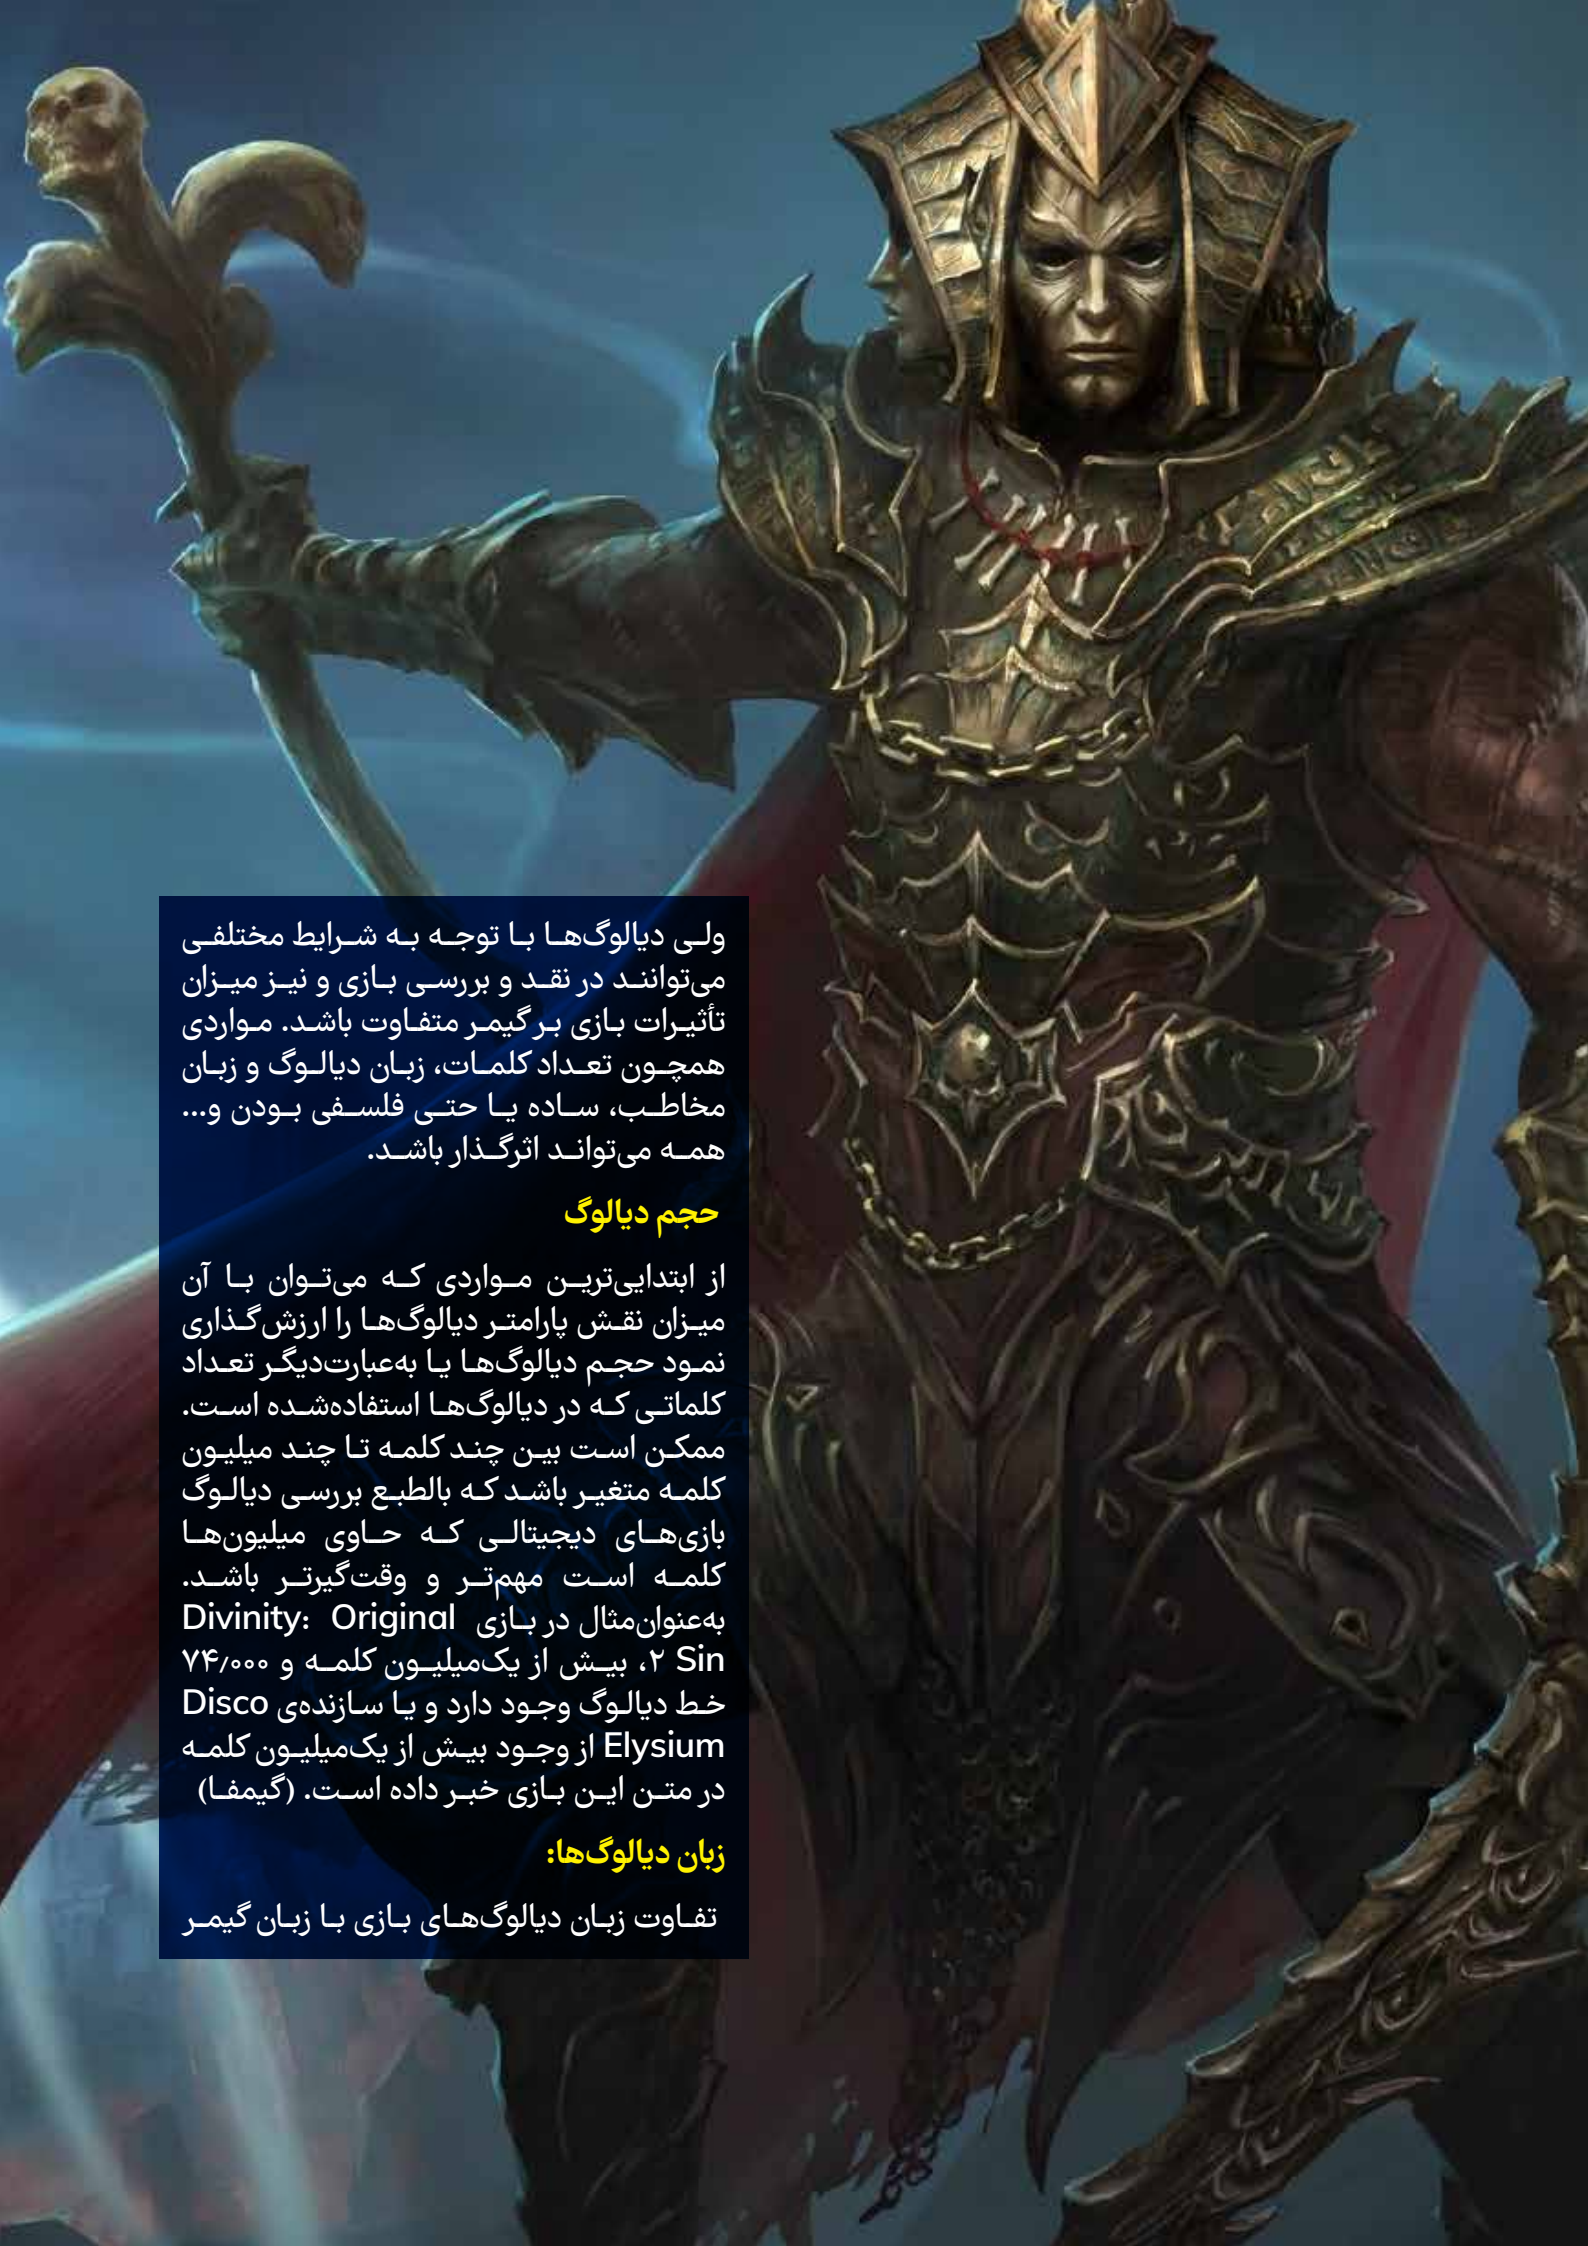 ولی دیالوگ‌ها با توجه به شرایط مختلفی
می‌توانند در نقد و بررسی بازی و نیز میزان
تأثیرات بازی بر گیمر متفاوت باشد. مواردی
همچون تعداد کلمات، زبان دیالوگ و زبان
مخاطب، ساده یا حتی فلسفی بودن و...
همه می‌تواند اثرگذار باشد.
حجم دیالوگ
از ابتدایی‌ترین مواردی که می‌توان با آن
میزان نقش پارامتر دیالوگ‌ها را ارزش‌گذاری
نمود حجم دیالوگ‌ها یا به‌عبارت‌دیگر تعداد
کلماتی که در دیالوگ‌ها استفاده‌شده است.
ممکن است بین چند کلمه تا چند میلیون
کلمه متغیر باشد که بالطبع بررسی دیالوگ
بازی‌های دیجیتالی که حاوی میلیون‌ها
کلمه است مهم‌تر و وقت‌گیرتر باشد.
به‌عنوان‌مثال در بازی Divinity: Original
Sin ۲، بیش از یک‌میلیون کلمه و ۷۴٫۰۰۰
خط دیالوگ وجود دارد و یا سازنده‌ی Disco
Elysium از وجود بیش از یک‌میلیون کلمه
در متن این بازی خبر داده است. (گیمفا)
زبان دیالوگ‌ها:
تفاوت زبان دیالوگ‌های بازی با زبان گیمر